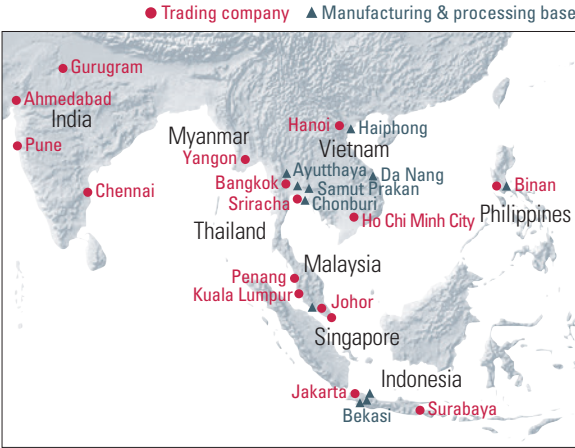 Trading company Manufacturing & processing base
Gurugram
Ahmedabad
India
Pune
Chennai
Myanmar
Yangon
Hanoi
Haiphong
Vietnam
Ayutthaya
Da Nang
Bangkok
Samut Prakan
Sriracha
Chonburi
Binan
Philippines
Ho Chi Minh City
Thailand
Malaysia
Penang
Kuala Lumpur
Johor
Singapore
Indonesia
Jakarta
Bekasi
Surabaya